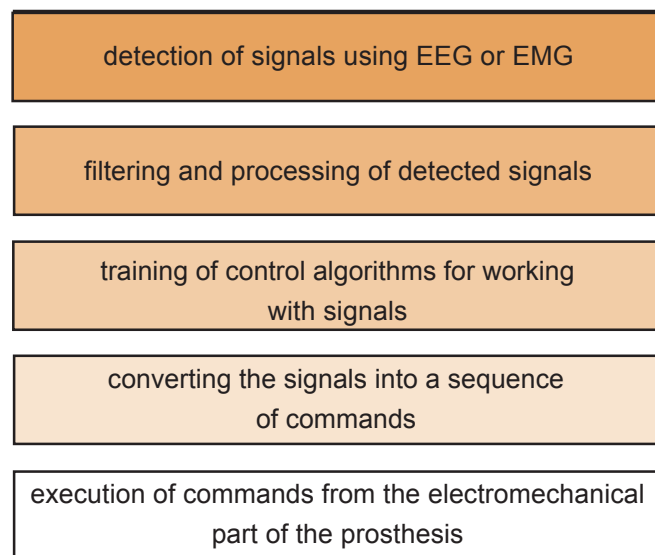 detection of signals using EEG or EMG
filtering and processing of detected signals
training of control algorithms for working
with signals
converting the signals into a sequence
of commands
execution of commands from the electromechanical
part of the prosthesis